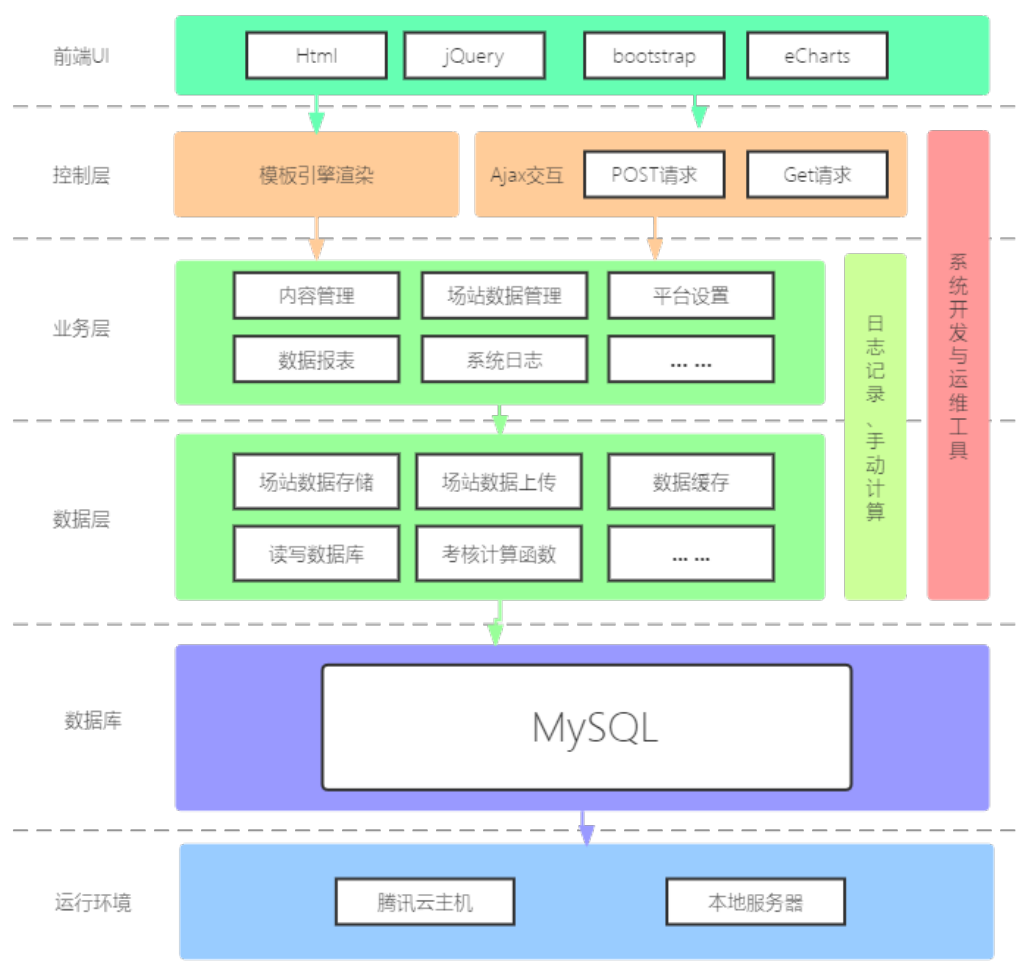 前端UI
Html
jQuery
bootstrap
eCharts
控制层
模板引擎渲染
Ajax交互
POST请求
Get请求
业务层
内容管理
场站数据管理
平台设置
数据报表
系统日志
... ...
数据层
场站数据存储
场站数据上传
数据缓存
读写数据库
考核计算函数
... ...
日志记录、手动计算
系统开发与运维工具
数据库
MySQL
运行环境
腾讯云主机
本地服务器